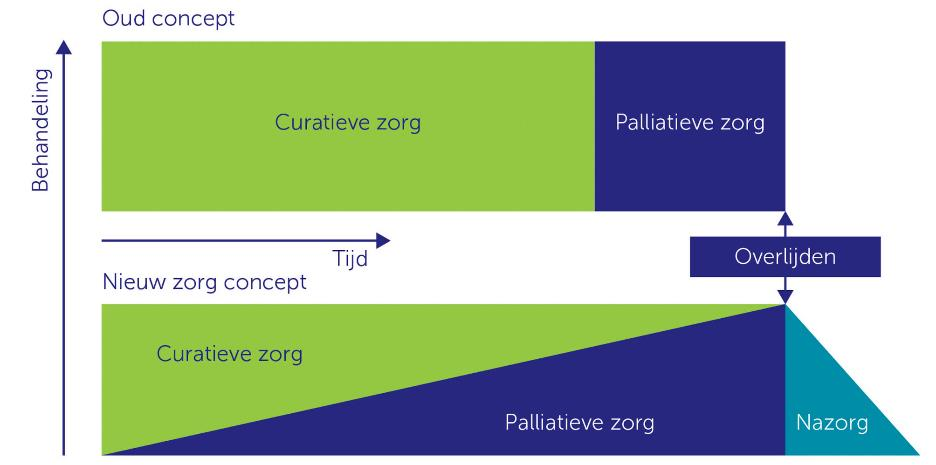 Oud concept
Behandeling
Curatieve zorg
Palliatieve zorg
Tijd
Overlijden
Nieuw zorg concept
Curatieve zorg
Palliatieve zorg
Nazorg